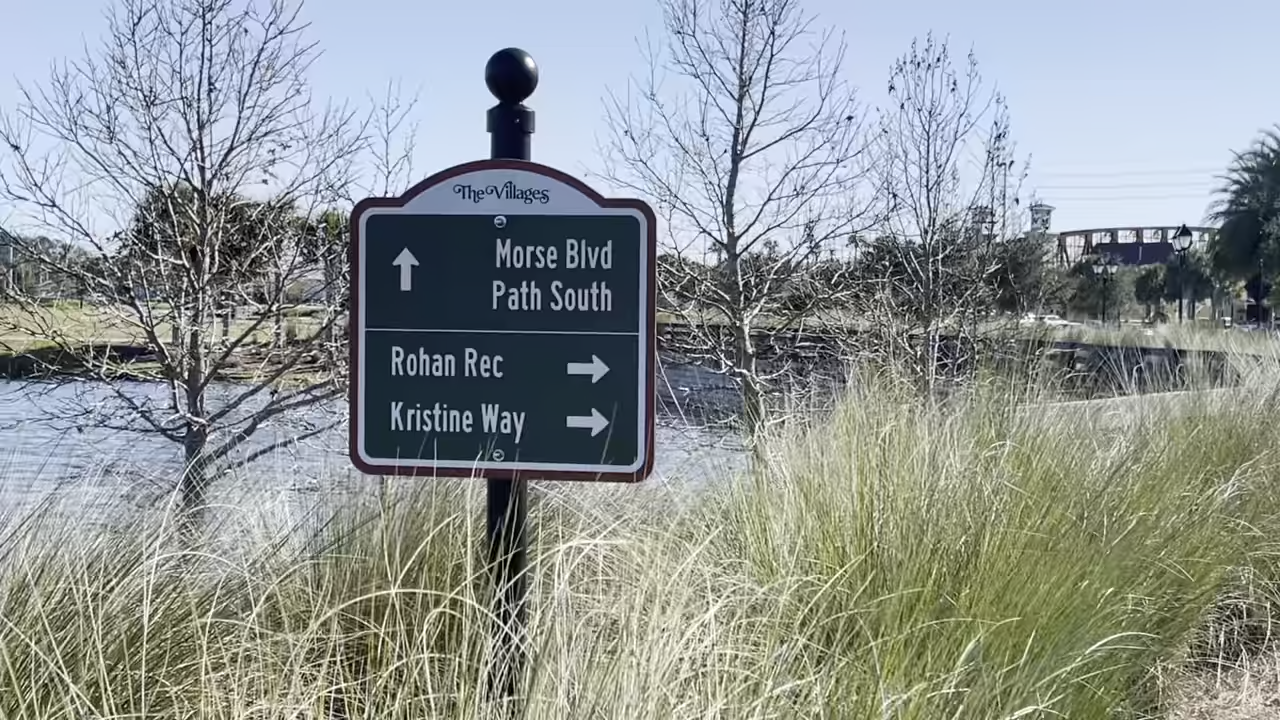 The Villages
Morse Blvd
Path South
Rohan Rec
Kristine Way